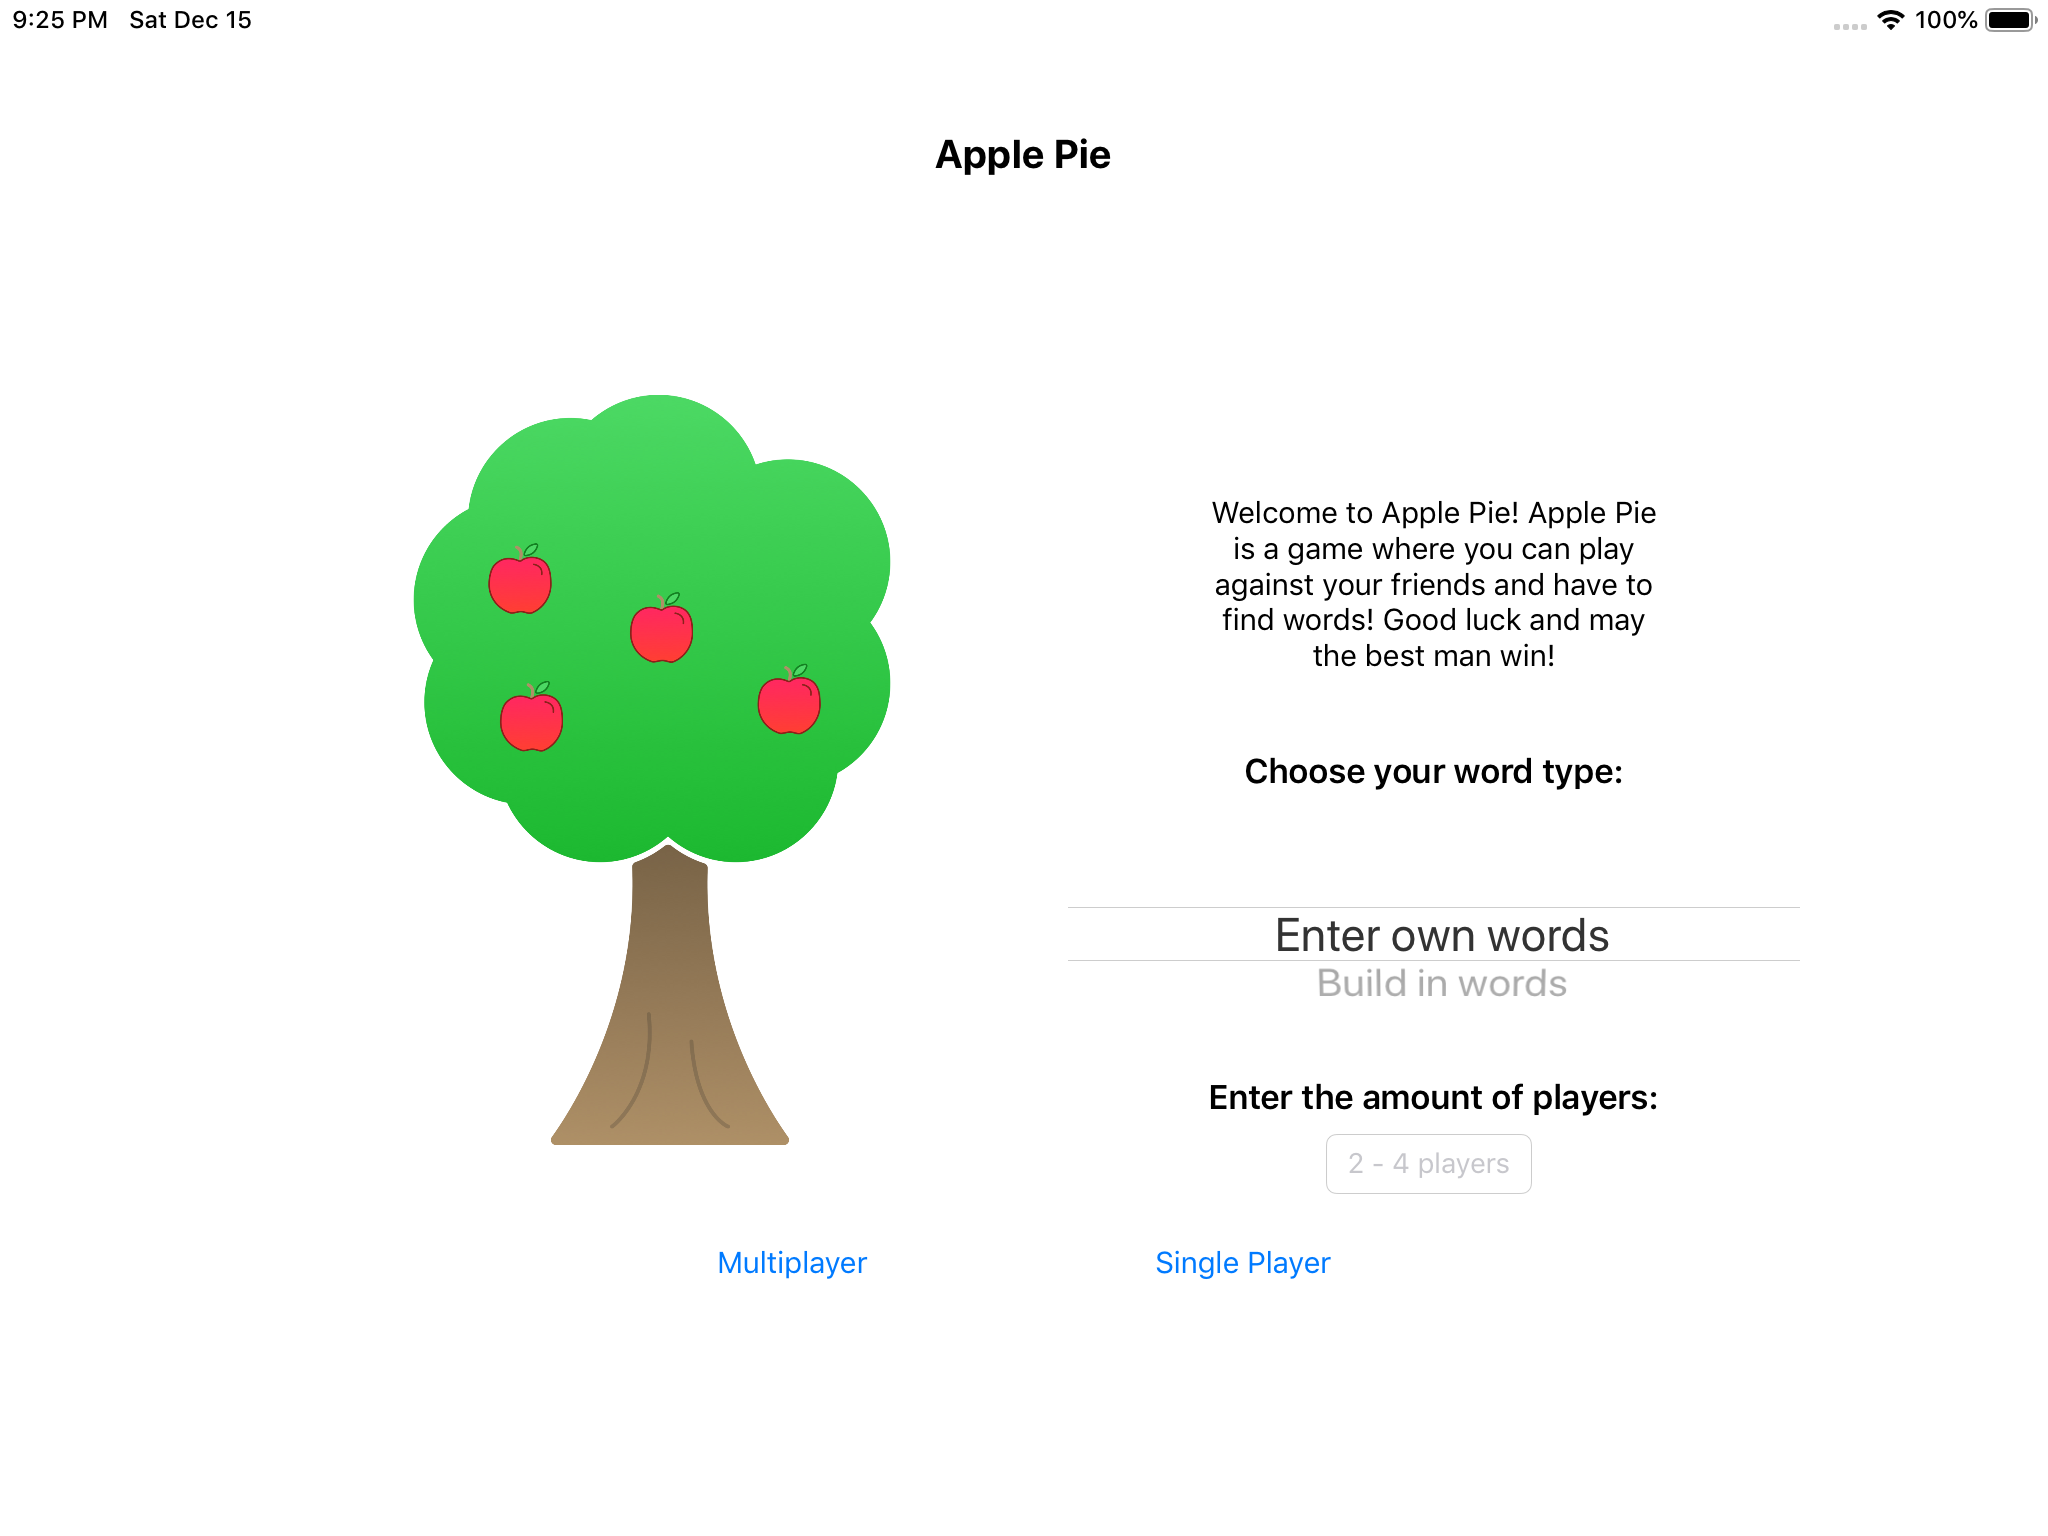 9:25 PM Sat Dec 15
100%
Apple Pie
Welcome to Apple Pie! Apple Pie
is a game where you can play
against your friends and have to
find words! Good luck and may
the best man win!
Choose your word type:
Enter own words
Build in words
Enter the amount of players:
2 - 4 players
Multiplayer
Single Player